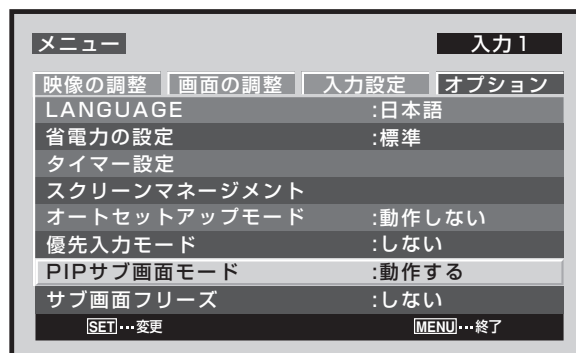 メニュー 入力1
映像の調整 画面の調整 入力設定 オプション
LANGUAGE :日本語
省電力の設定 :標準
タイマー設定
スクリーンマネージメント
オートセットアップモード :動作しない
優先入力モード :しない
PIPサブ画面モード :動作する
サブ画面フリーズ :しない
SET…変更 MENU…終了